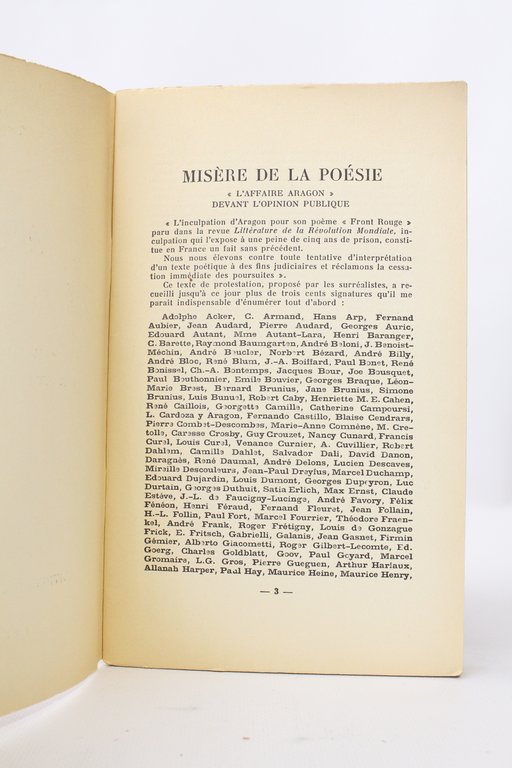 MISÈRE DE LA POÉSIE
« L'AFFAIRE ARAGON »
DEVANT L'OPINION PUBLIQUE
« L'inculpation d'Aragon pour son poème « Front Rouge »
paru dans la revue Littérature de la Révolution Mondiale, in-
culpation qui l'expose à une peine de cinq ans de prison, consti-
tue en France un fait sans précédent.
Nous nous élevons contre toute tentative d'interprétation
d'un texte poétique à des fins judiciaires et réclamons la cessa-
tion immédiate des poursuites ».
Ce texte de protestation, proposé par les surréalistes, a
recueilli jusqu'à ce jour plus de trois cents signatures qu'il me
parait indispensable d'énumérer tout d'abord :
Adolphe Acker, C. Armand, Hans Arp, Fernand
Aubier, Jean Audard, Pierre Audard, Georges Auric,
Edouard Autant, Mme Autant-Lara, Henri Baranger,
C. Barette, Raymond Baumgarten, André Beloni, J. Benoist-
Méchin, André Beucler, Norbert Bézard, André Billy,
André Bloc, René Blum, J.-A. Boiffard, Paul Bonet, René
Bonissel, Ch.-A. Bontemps, Jacques Bour, Joe Bousquet,
Paul Bouthonnier, Emile Bouvier, Georges Braque, Léon-
Marie Brest, Bernard Brunius, Jane Brunius, Simone
Brunius, Luis Bunuel, Robert Caby, Henriette M. E. Cahen,
René Caillois, Georgette Camille, Catherine Campoursi,
L. Cardoza y Aragon, Fernando Castillo, Blaise Cendrars,
Pierre Combet-Descombes, Marie-Anne Comnène, M. Cre-
tolle, Caresse Crosby, Guy Crouzet, Nancy Cunard, Francis
Curel, Louis Curel, Venance Curnier, A. Cuvillier, Robert
Dahlem, Camille Dahlet, Salvador Dali, David Danon,
Daragnès, René Daumal, André Delons, Lucien Descaves,
Mireille Descouleurs, Jean-Paul Dreyfus, Marcel Duchamp,
Edouard Dujardin, Louis Dumont, Georges Dupeyron, Luc
Durtain, Georges Duthuit, Satia Erlich, Max Ernst, Claude
Estève, J.-L. de Faucigny-Lucinge, André Favory, Félix
Fénéon, Henri Féraud, Fernand Fleuret, Jean Follain,
H.-L. Follin, Paul Fort, Marcel Fourrier, Théodore Fraen-
kel, André Frank, Roger Frétigny, Louis de Gonzague
Frick, E. Fritsch, Gabrielli, Galanis, Jean Gasnet, Firmin
Gémier, Alberto Giacometti, Roger Gilbert-Lecomte, Ed.
Goerg, Charles Goldblatt, Goov, Paul Goyard, Marcel
Gromaire, L.G. Gros, Pierre Gueguen, Arthur Harfaux,
Allanah Harper, Paul Hay, Maurice Heine, Maurice Henry,
— 3 —